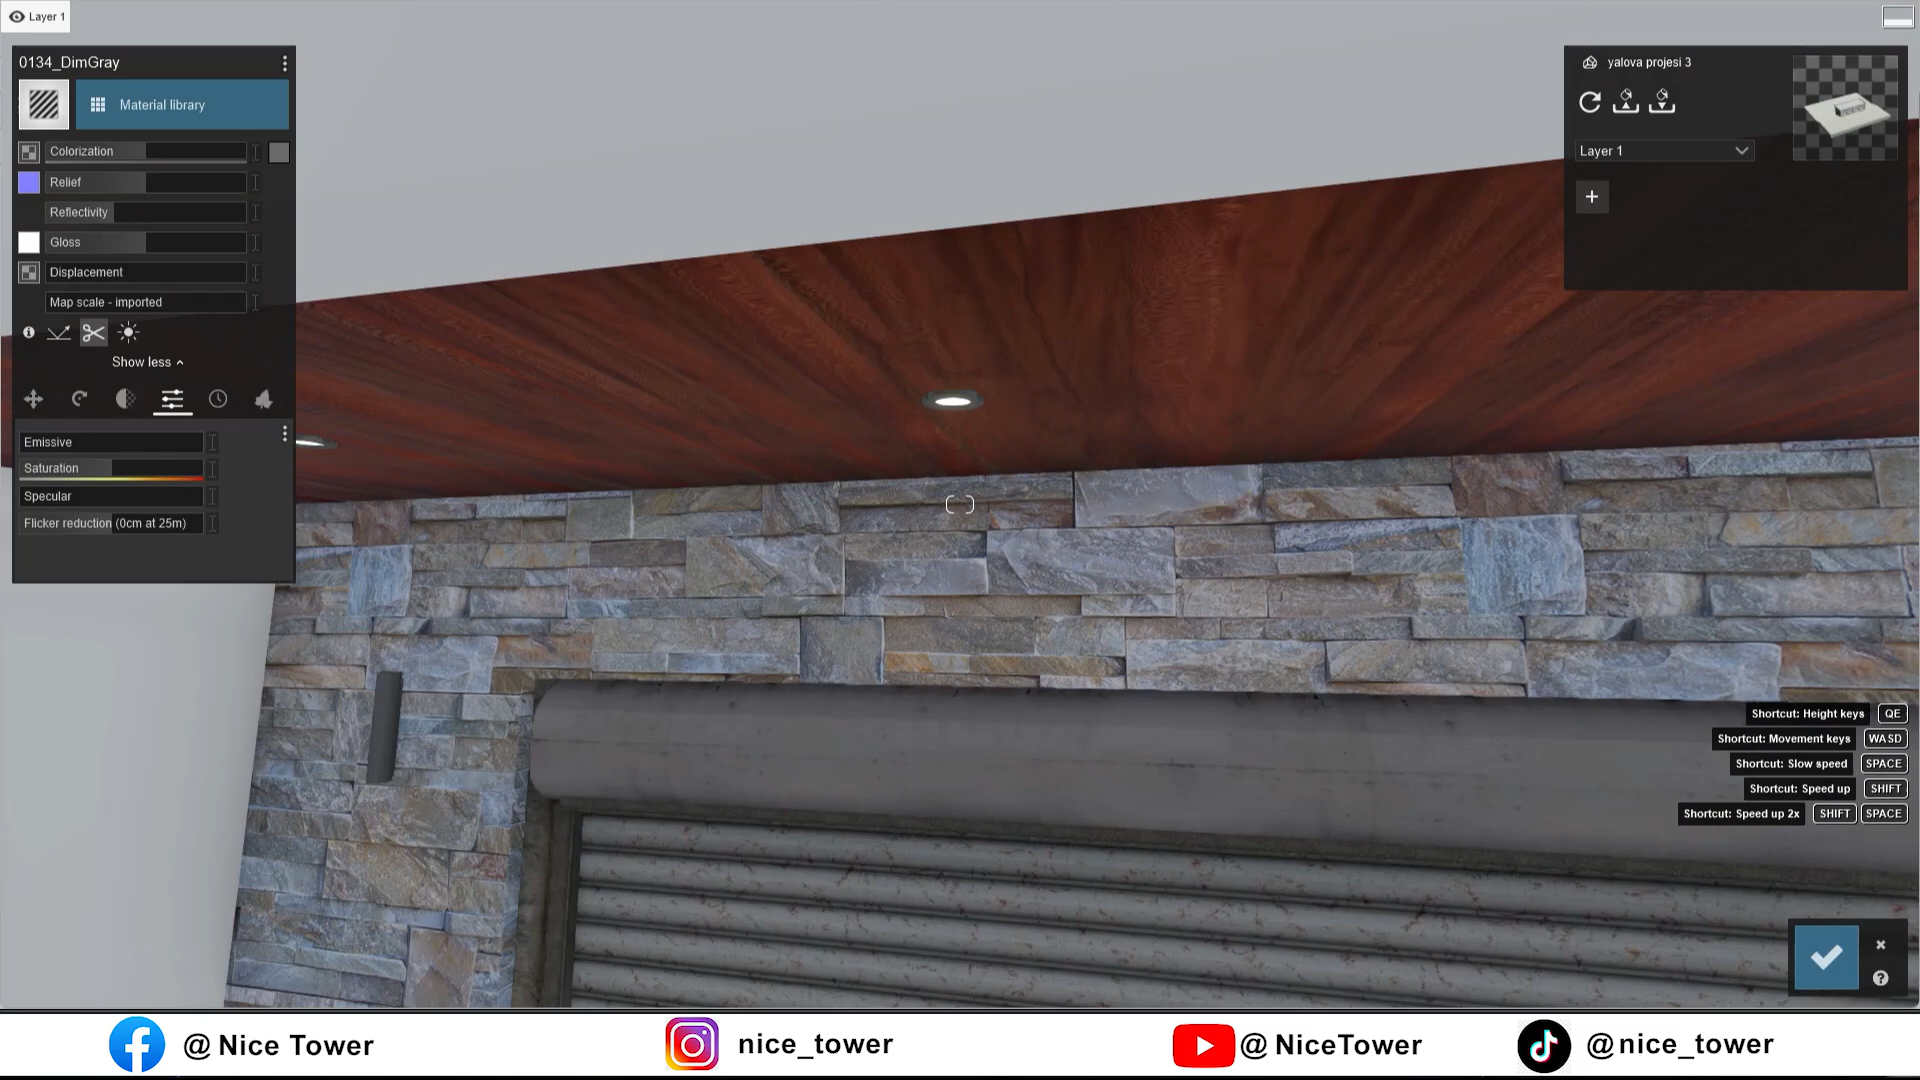 Layer 1
0134_DimGray
Material library
Colorization
Relief
Reflectivity
Gloss
Displacement
Map scale - imported
Show less
Emissive
Saturation
Specular
Flicker reduction (0cm at 25m)
yalova projesi 3
Layer 1
Shortcut: Height keys QE
Shortcut: Movement keys WASD
Shortcut: Slow speed SPACE
Shortcut: Speed up SHIFT
Shortcut: Speed up 2x SHIFT SPACE
@ Nice Tower
nice_tower
@ NiceTower
@nice_tower